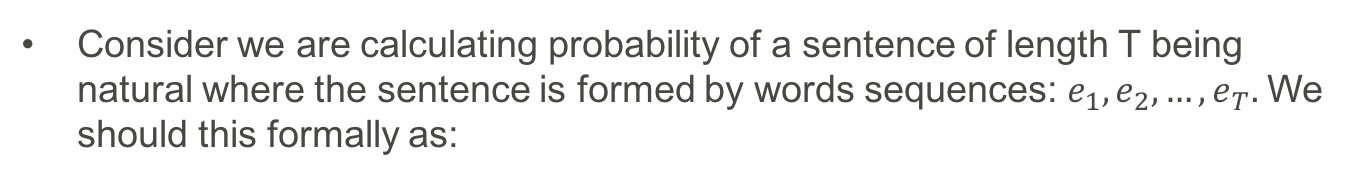 • Consider we are calculating probability of a sentence of length T being
natural where the sentence is formed by words sequences: e₁, e₂, …, e_T. We
should this formally as: